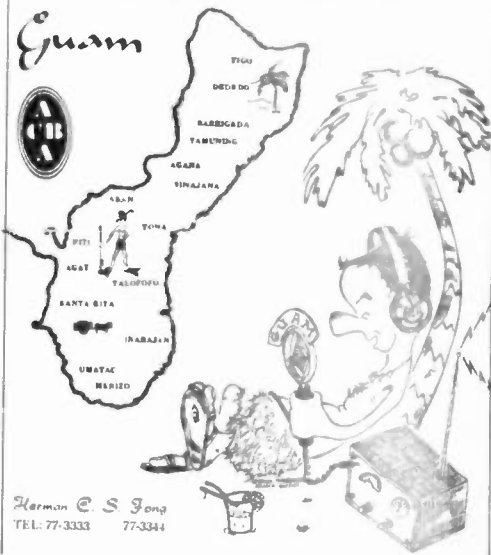 Guam
YIGO
DEDEDO
A
CB
A
BARRIGADA
TAMUNING
AGANA
SINAJANA
ASAN
YONA
PITI
AGAT
TALOFOFO
SANTA RITA
GUAM
INARAJAN
UMATAC
MERIZO
Herman C. S. Fong
TEL: 77-3333 77-3344